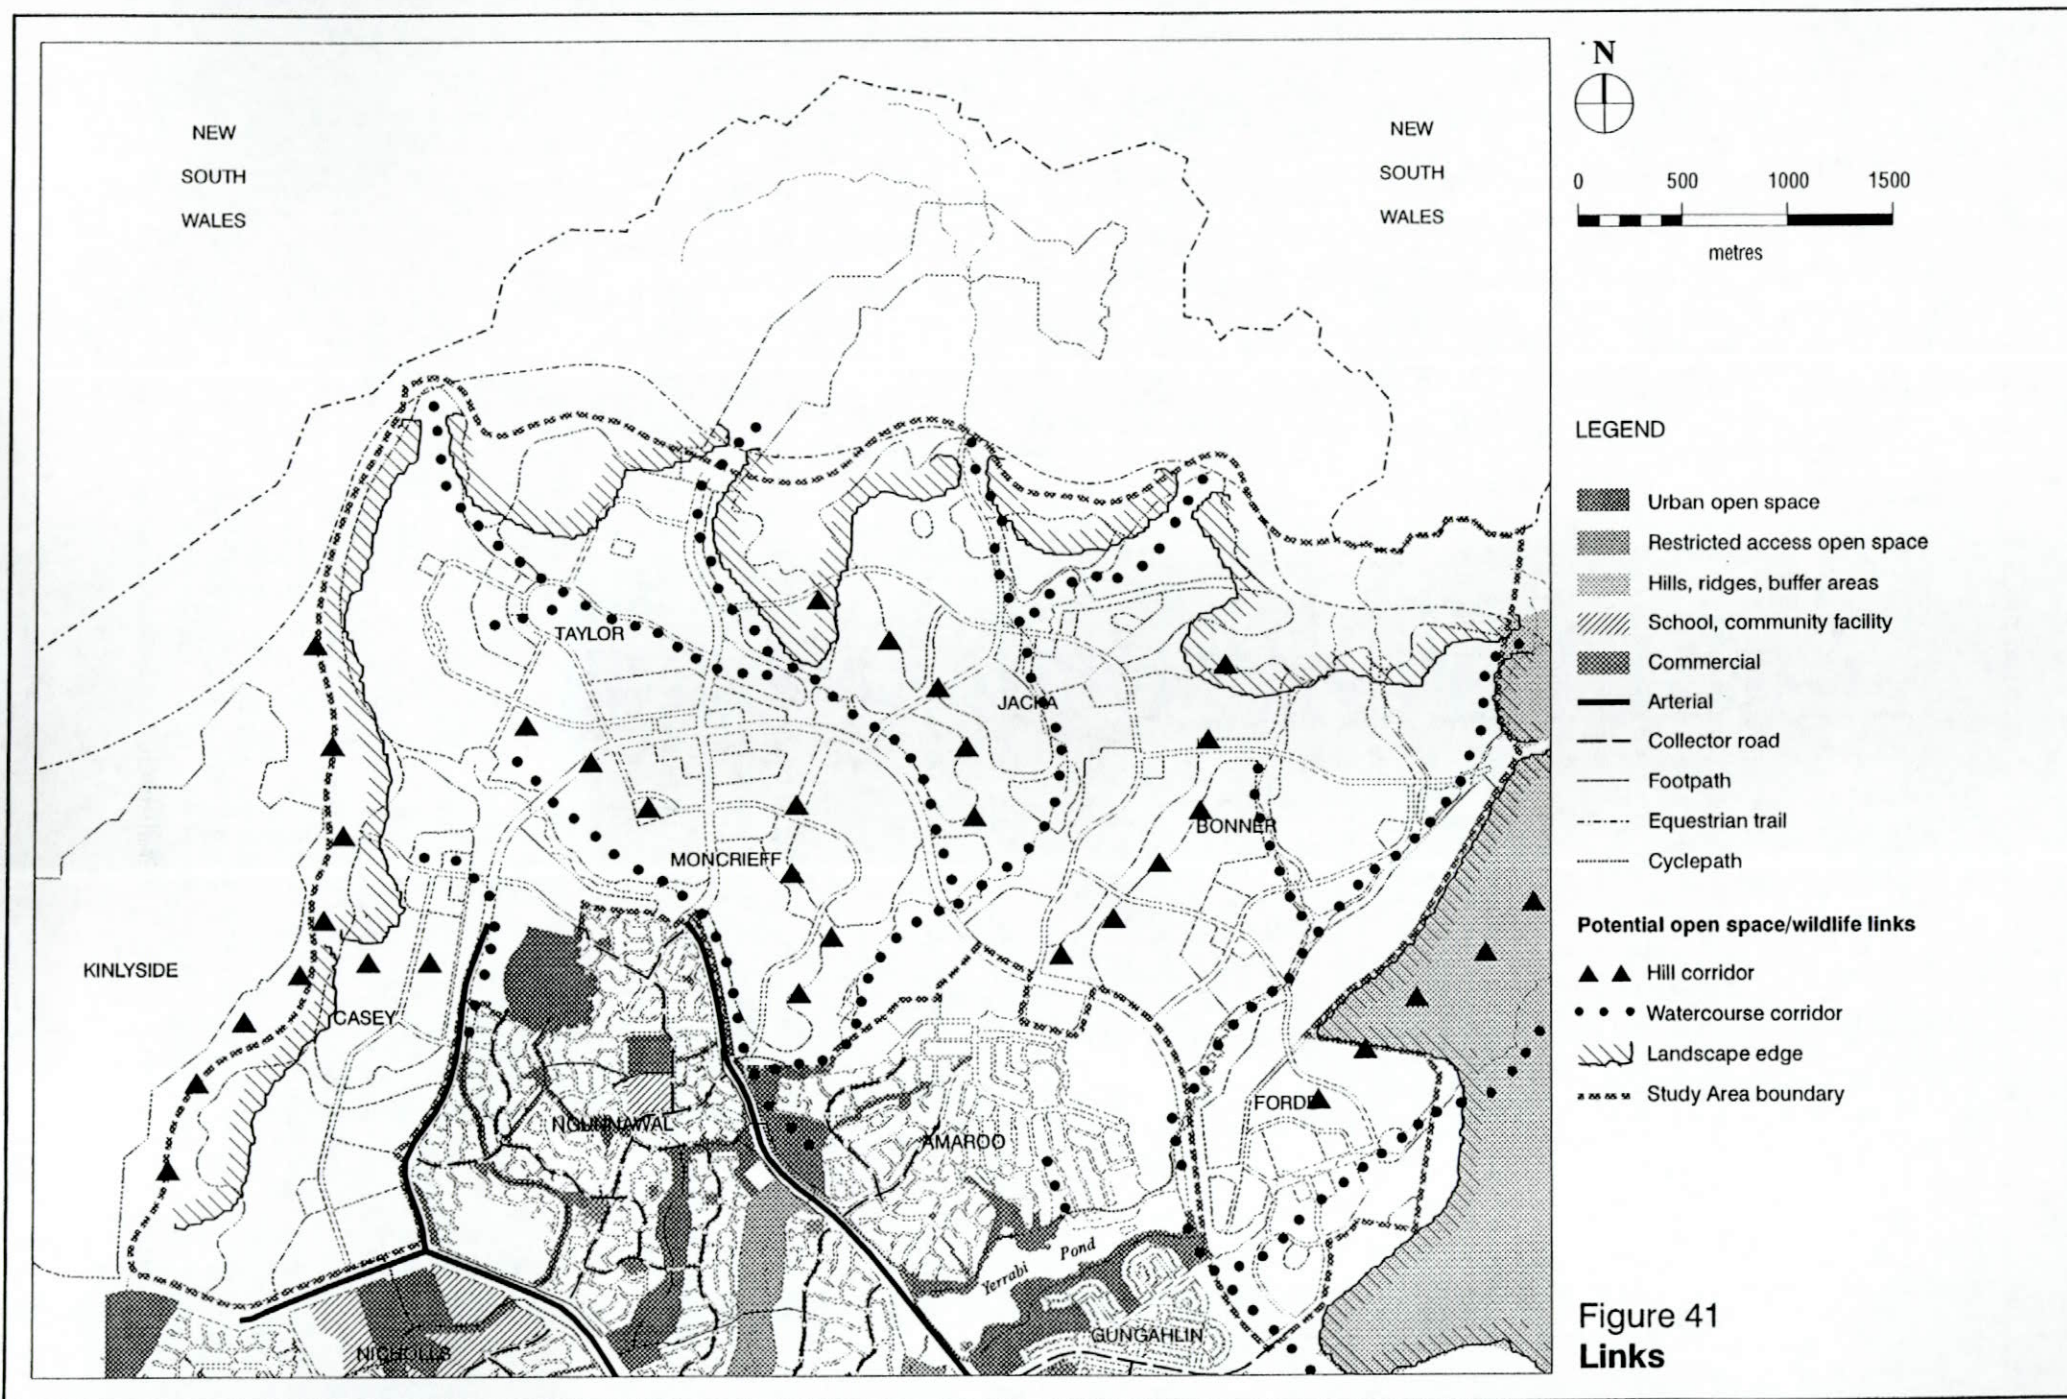 NEW
SOUTH
WALES
NEW
SOUTH
WALES
N
0 500 1000 1500
metres
LEGEND
Urban open space
Restricted access open space
Hills, ridges, buffer areas
School, community facility
Commercial
Arterial
Collector road
Footpath
Equestrian trail
Cyclepath
Potential open space/wildlife links
Hill corridor
Watercourse corridor
Landscape edge
Study Area boundary
TAYLOR
JACKA
BONNER
MONCRIEFF
KINLYSIDE
CASEY
FORDE
NGUNNAWAL
AMAROO
Yerrabi Pond
GUNGAHLIN
NICHOLLS
Figure 41
Links